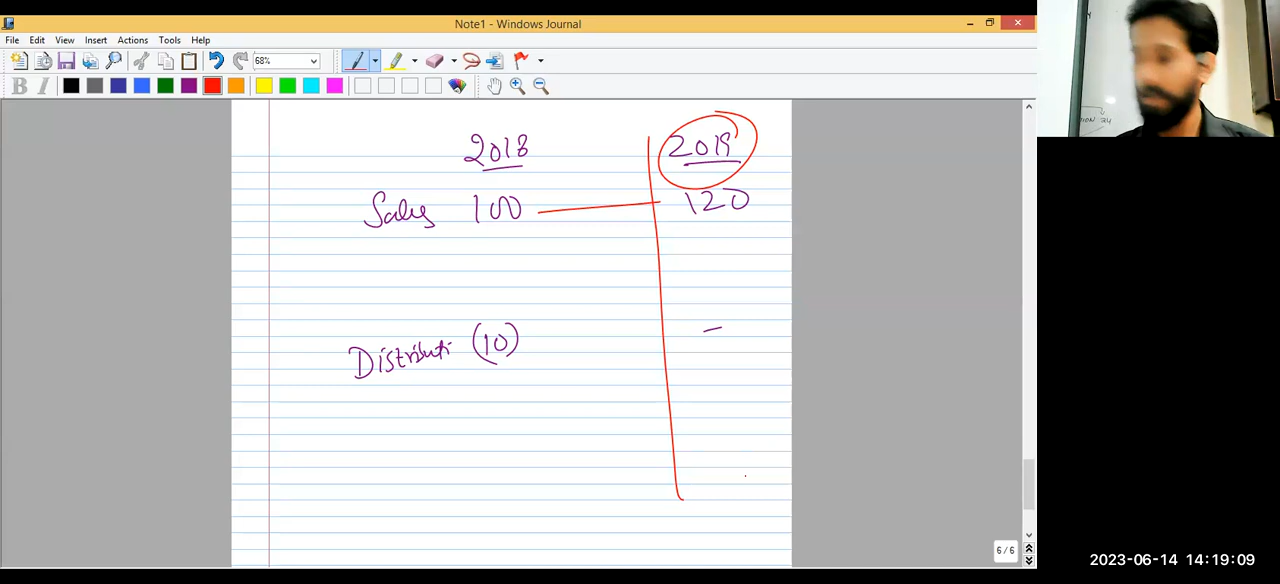 Note1 - Windows Journal
File Edit View Insert Actions Tools Help
68%
B I
2018 2019
Sales 100 120
Distributi (10) –
6/6
2023-06-14 14:19:09